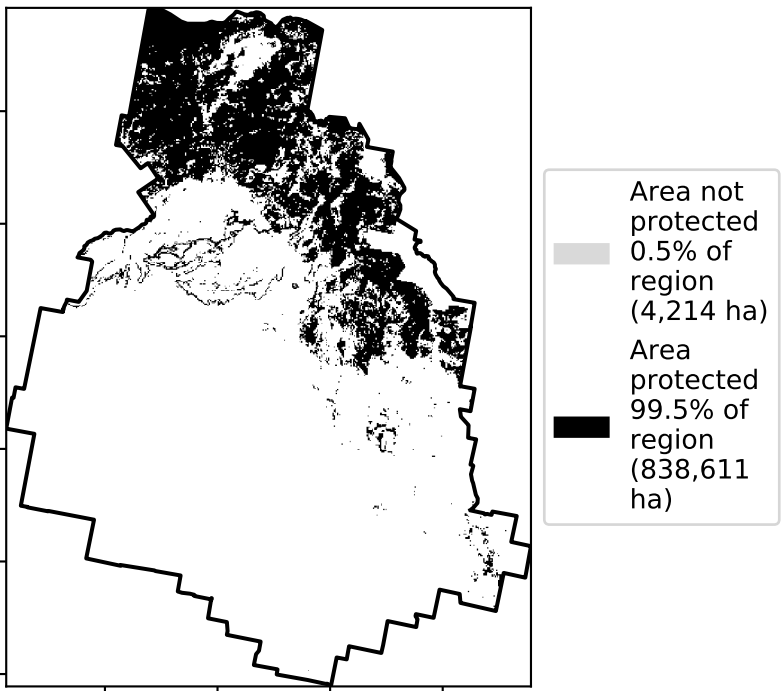 Area not
protected
0.5% of
region
(4,214 ha)
Area
protected
99.5% of
region
(838,611
ha)